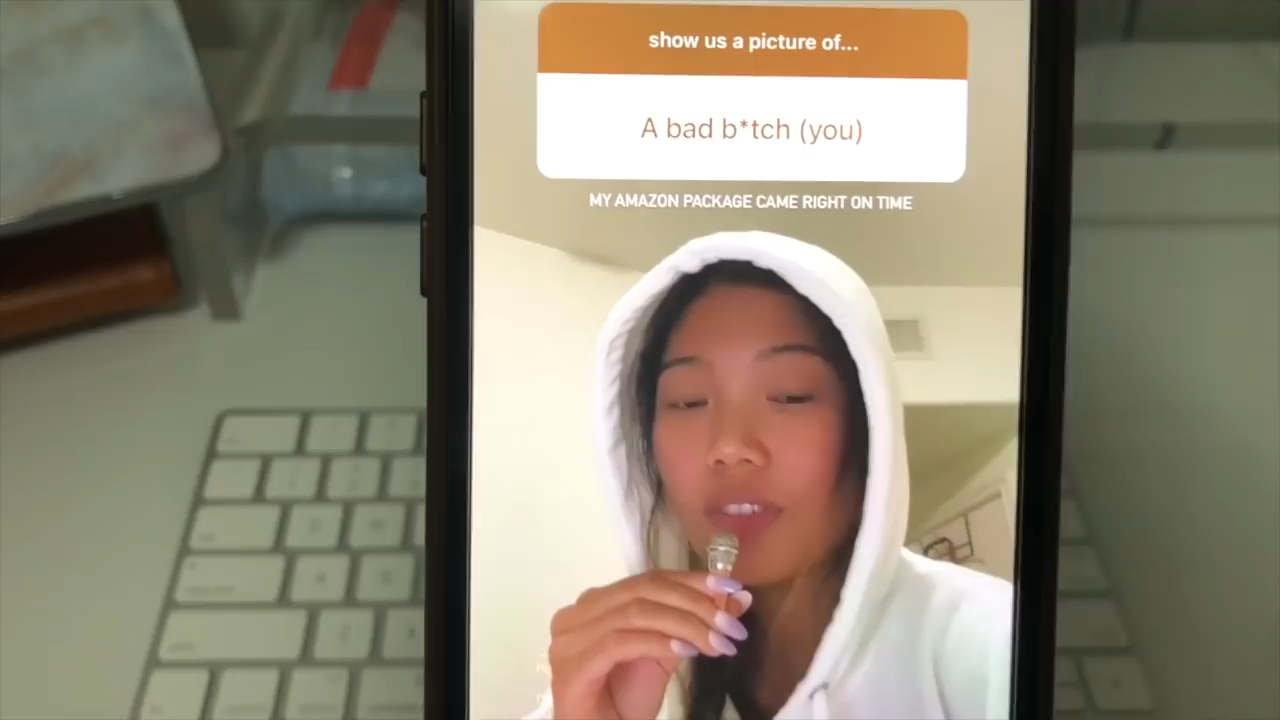 show us a picture of...
A bad b*tch (you)
MY AMAZON PACKAGE CAME RIGHT ON TIME